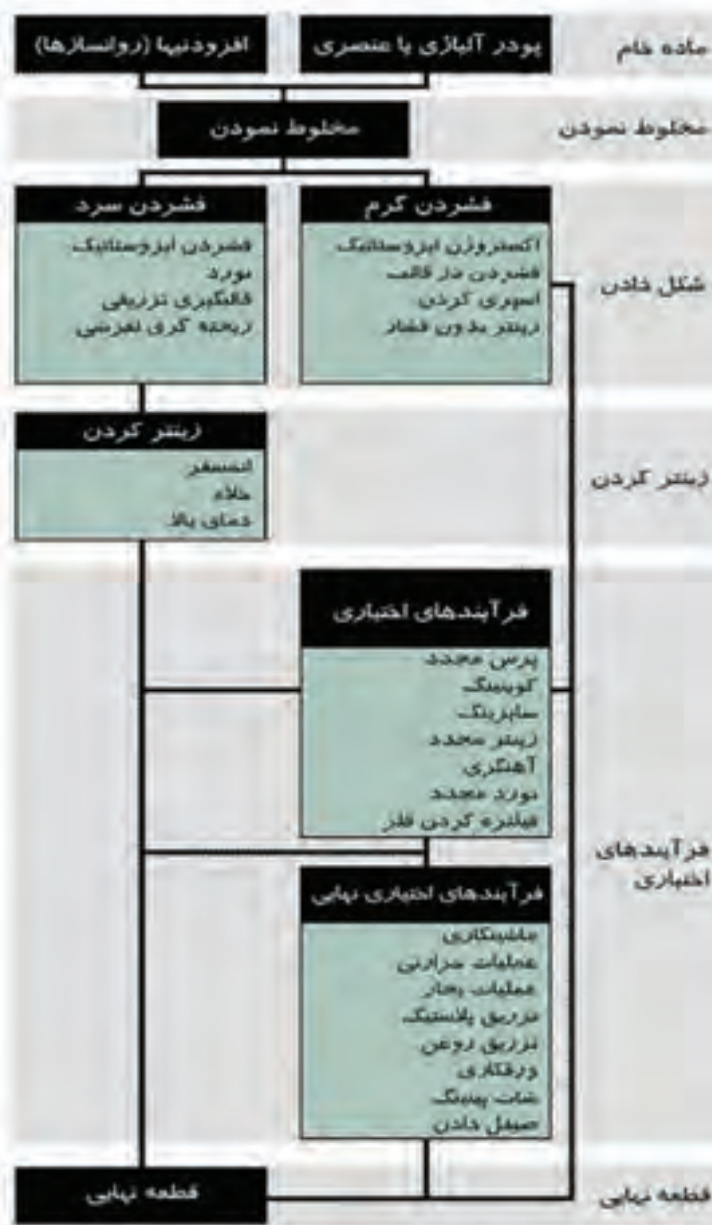 ماده خام
پودر آلیاژی یا عنصری
افزودنیها (روانسازها)
مخلوط نمودن
مخلوط نمودن
شکل دادن
فشردن گرم
اکستروژن ایزوستاتیک
فشردن در قالب
اسپری کردن
زینتر بدون فشار
فشردن سرد
فشردن ایزوستاتیک
نورد
قالبگیری تزریقی
ریخته گری تعرشی
زینتر کردن
زینتر کردن
اتمسفر
خلاء
دمای بالا
فرآیندهای
اختیاری
فرآیندهای اختیاری
پرس مجدد
کوینینگ
سایزینگ
زینتر مجدد
آهنگری
نورد مجدد
فیلتره کردن فلز
فرآیندهای اختیاری نهایی
ماشینکاری
عملیات حرارتی
عملیات بخار
تزریق پلاستیک
تزریق روغن
ورقکاری
شات پینینگ
صیقل دادن
قطعه نهایی
قطعه نهایی